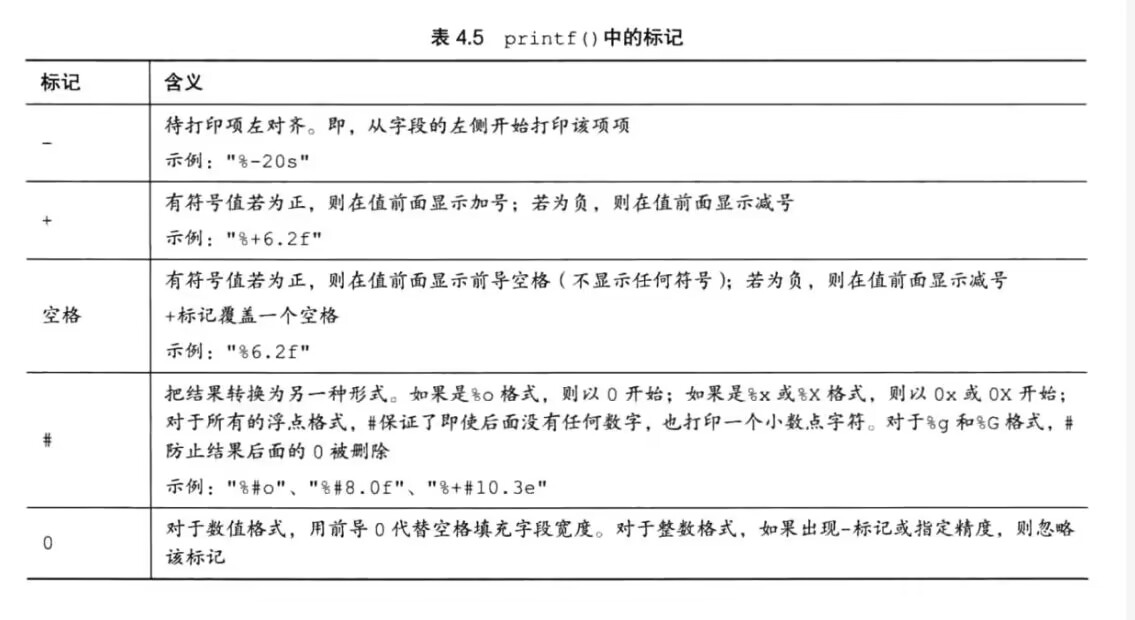 表 4.5 printf()中的标记
标记 含义
- 待打印项左对齐。即，从字段的左侧开始打印该项项
示例："%-20s"
+ 有符号值若为正，则在值前面显示加号；若为负，则在值前面显示减号
示例："%+6.2f"
空格 有符号值若为正，则在值前面显示前导空格（不显示任何符号）；若为负，则在值前面显示减号
+标记覆盖一个空格
示例："%6.2f"
# 把结果转换为另一种形式。如果是%o 格式，则以 0 开始；如果是%x 或%X 格式，则以 0x 或 0X 开始；
对于所有的浮点格式，#保证了即使后面没有任何数字，也打印一个小数点字符。对于%g 和%G 格式，#
防止结果后面的 0 被删除
示例："%#o"、"%#8.0f"、"%+#10.3e"
0 对于数值格式，用前导 0 代替空格填充字段宽度。对于整数格式，如果出现-标记或指定精度，则忽略
该标记